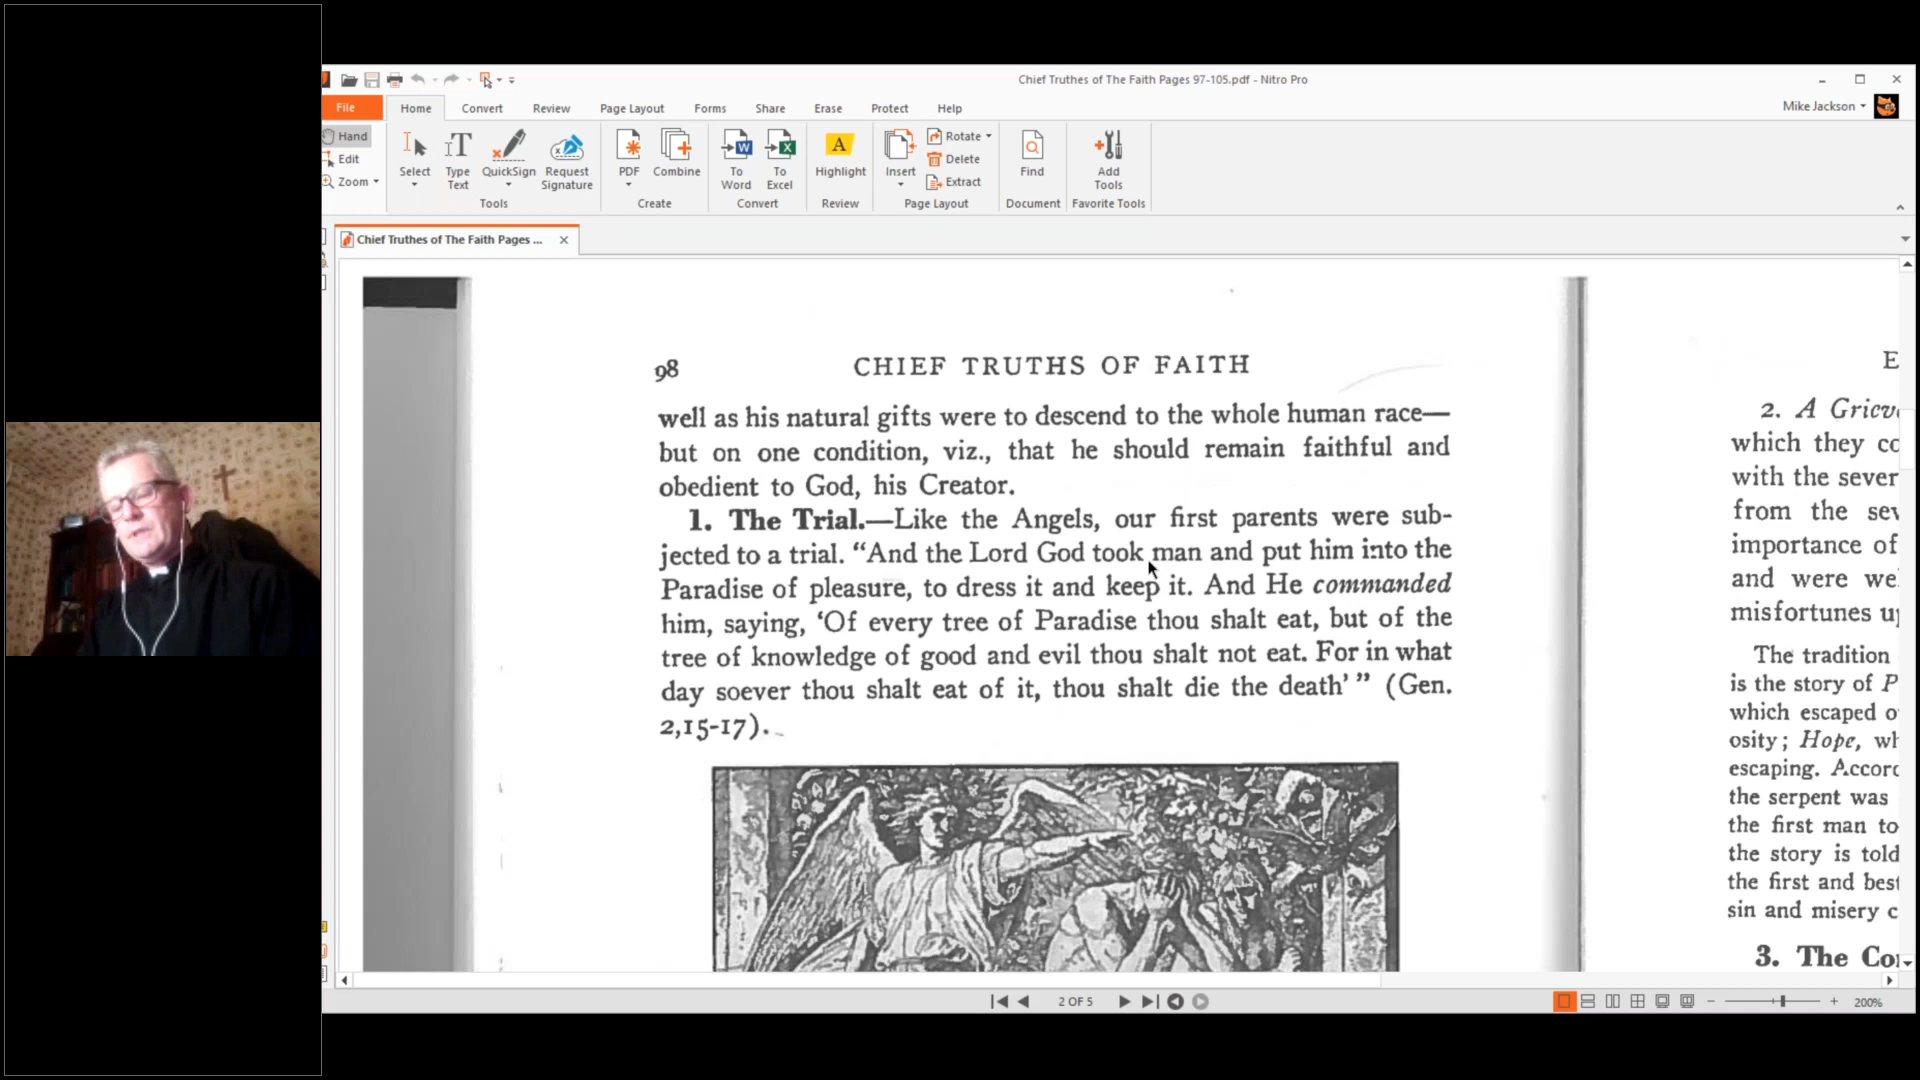 Chief Truthes of The Faith Pages 97-105.pdf - Nitro Pro
File Home Convert Review Page Layout Forms Share Erase Protect Help
Mike Jackson
Hand
Edit
Zoom
Select
Type Text
QuickSign
Request Signature
Tools
PDF
Combine
Create
To Word
To Excel
Convert
Highlight
Review
Insert
Rotate
Delete
Extract
Page Layout
Find
Document
Add Tools
Favorite Tools
Chief Truthes of The Faith Pages ...
98 CHIEF TRUTHS OF FAITH
well as his natural gifts were to descend to the whole human race—
but on one condition, viz., that he should remain faithful and
obedient to God, his Creator.
1. The Trial.—Like the Angels, our first parents were sub-
jected to a trial. “And the Lord God took man and put him into the
Paradise of pleasure, to dress it and keep it. And He commanded
him, saying, ‘Of every tree of Paradise thou shalt eat, but of the
tree of knowledge of good and evil thou shalt not eat. For in what
day soever thou shalt eat of it, thou shalt die the death’ ” (Gen.
2,15-17).
E
2. A Griev
which they co
with the sever
from the sev
importance of
and were we
misfortunes u
The tradition
is the story of P
which escaped o
osity; Hope, wh
escaping. Accord
the serpent was
the first man to
the story is told
the first and best
sin and misery c
3. The Con
2 OF 5
200%